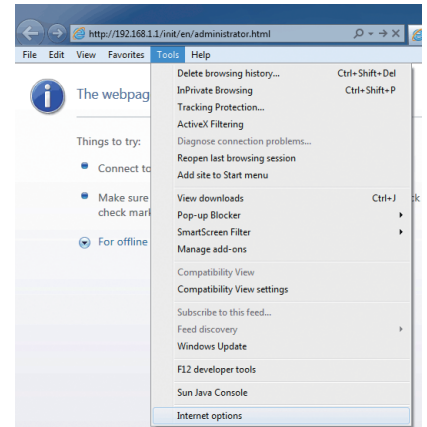 http://192.168.1.1/init/en/administrator.html
File Edit View Favorites Tools Help
The webpag
Things to try:
Connect to
Make sure
check mar
For offline
Delete browsing history... Ctrl+Shift+Del
InPrivate Browsing Ctrl+Shift+P
Tracking Protection...
ActiveX Filtering
Diagnose connection problems...
Reopen last browsing session
Add site to Start menu
View downloads Ctrl+J
Pop-up Blocker
SmartScreen Filter
Manage add-ons
Compatibility View
Compatibility View settings
Subscribe to this feed...
Feed discovery
Windows Update
F12 developer tools
Sun Java Console
Internet options